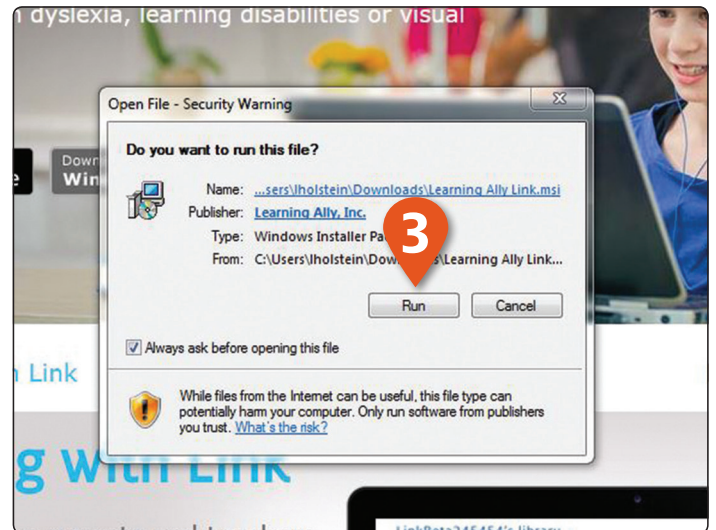 n dyslexia, learning disabilities or visual
Open File - Security Warning
Do you want to run this file?
Down
Win
Name: ...sers\lholstein\Downloads\Learning Ally Link.msi
Publisher: Learning Ally, Inc.
Type: Windows Installer Pa
From: C:\Users\lholstein\Dow s\Learning Ally Link...
3
Run Cancel
Always ask before opening this file
n Link
While files from the Internet can be useful, this file type can
potentially harm your computer. Only run software from publishers
you trust. What's the risk?
g with Link